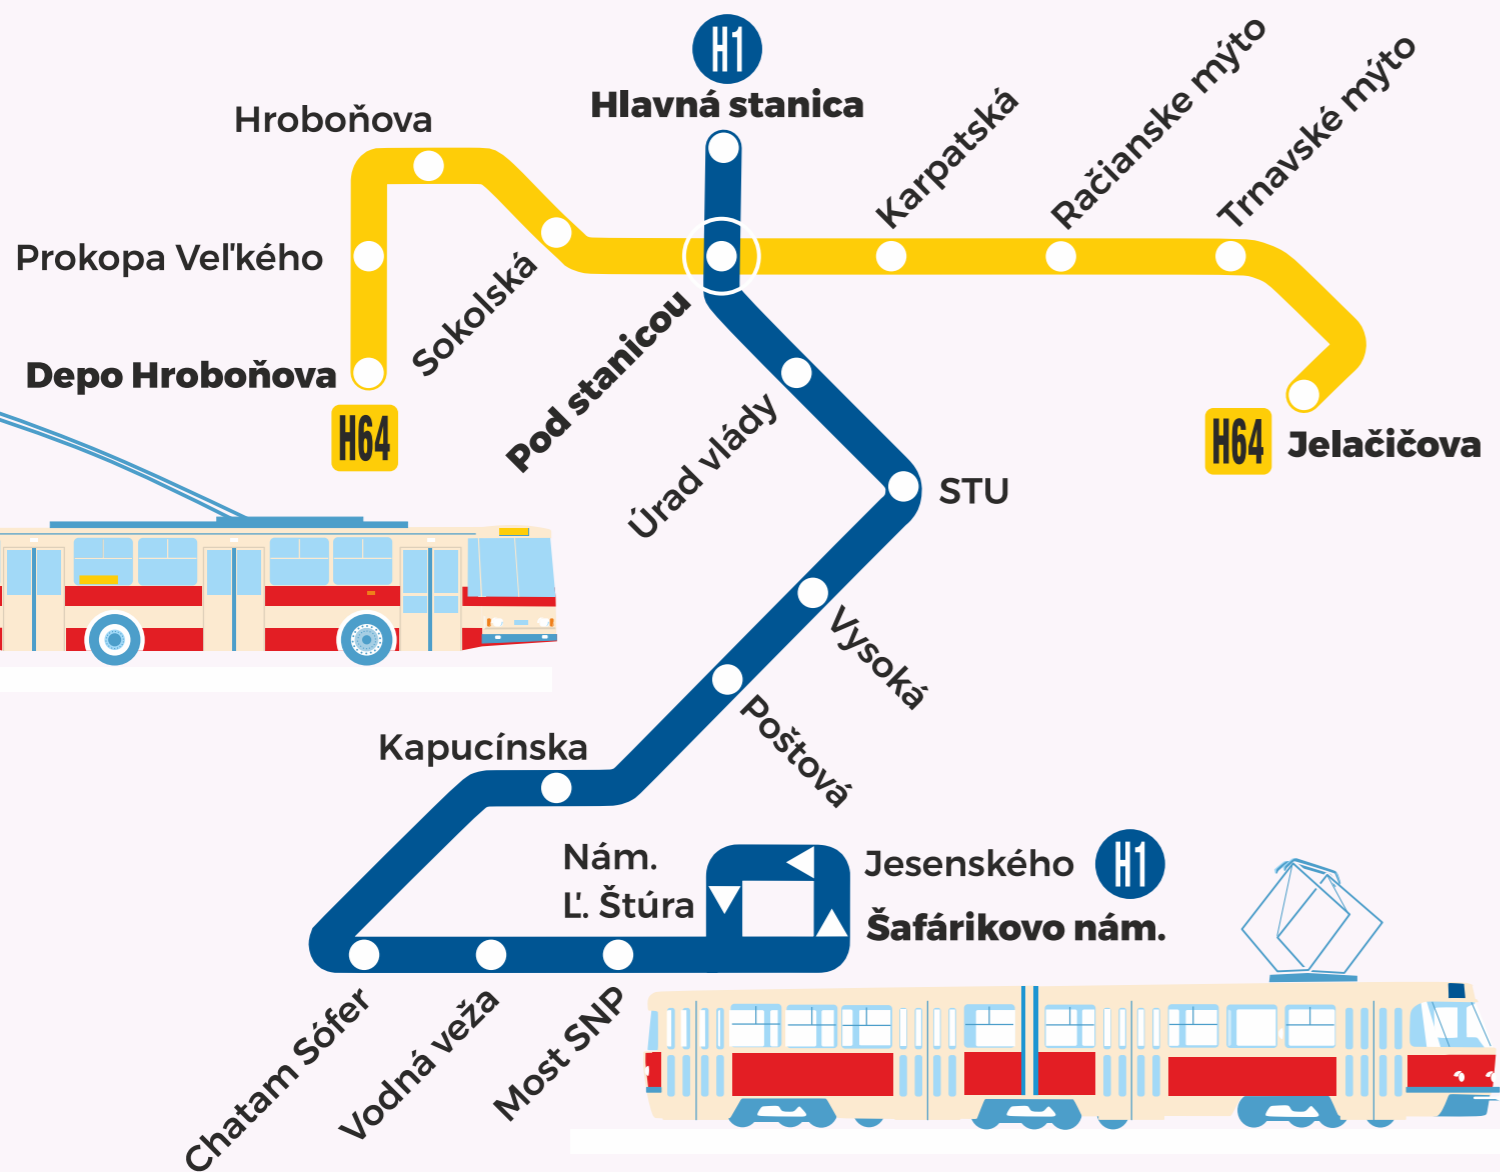 H1
Hlavná stanica
Hroboňova
Karpatská
Račianske mýto
Trnavské mýto
Prokopa Veľkého
Sokolská
Depo Hroboňova
H64
Pod stanicou
H64
Jelačičova
Úrad vlády
STU
Vysoká
Poštová
Kapucínska
Nám.
Ľ. Štúra
Jesenského
H1
Šafárikovo nám.
Chatam Sófer
Vodná veža
Most SNP